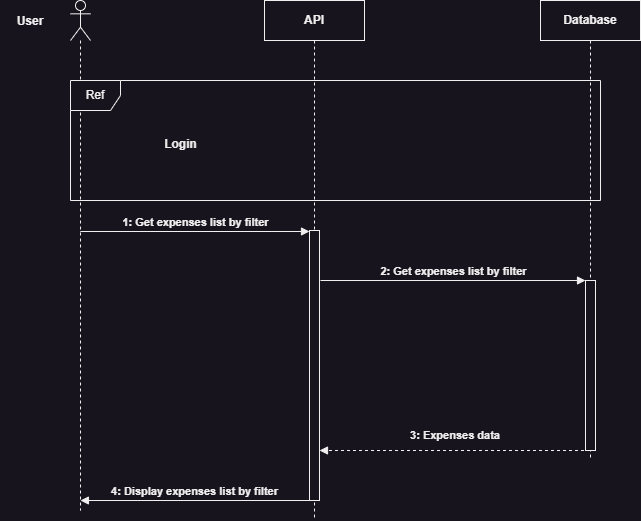 User
API
Database
Ref
Login
1: Get expenses list by filter
2: Get expenses list by filter
3: Expenses data
4: Display expenses list by filter